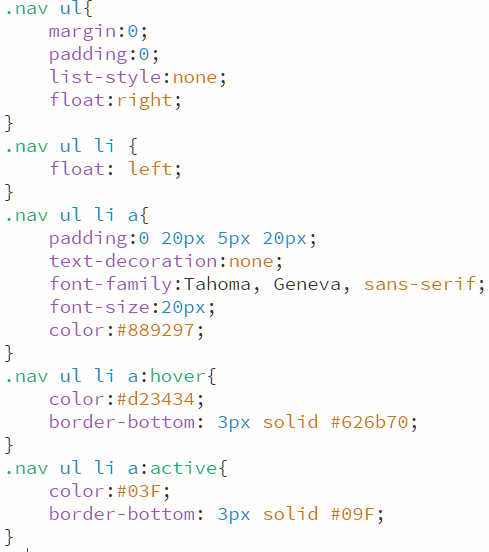 .nav ul{
    margin:0;
    padding:0;
    list-style:none;
    float:right;
}
.nav ul li {
    float: left;
}
.nav ul li a{
    padding:0 20px 5px 20px;
    text-decoration:none;
    font-family:Tahoma, Geneva, sans-serif;
    font-size:20px;
    color:#889297;
}
.nav ul li a:hover{
    color:#d23434;
    border-bottom: 3px solid #626b70;
}
.nav ul li a:active{
    color:#03F;
    border-bottom: 3px solid #09F;
}